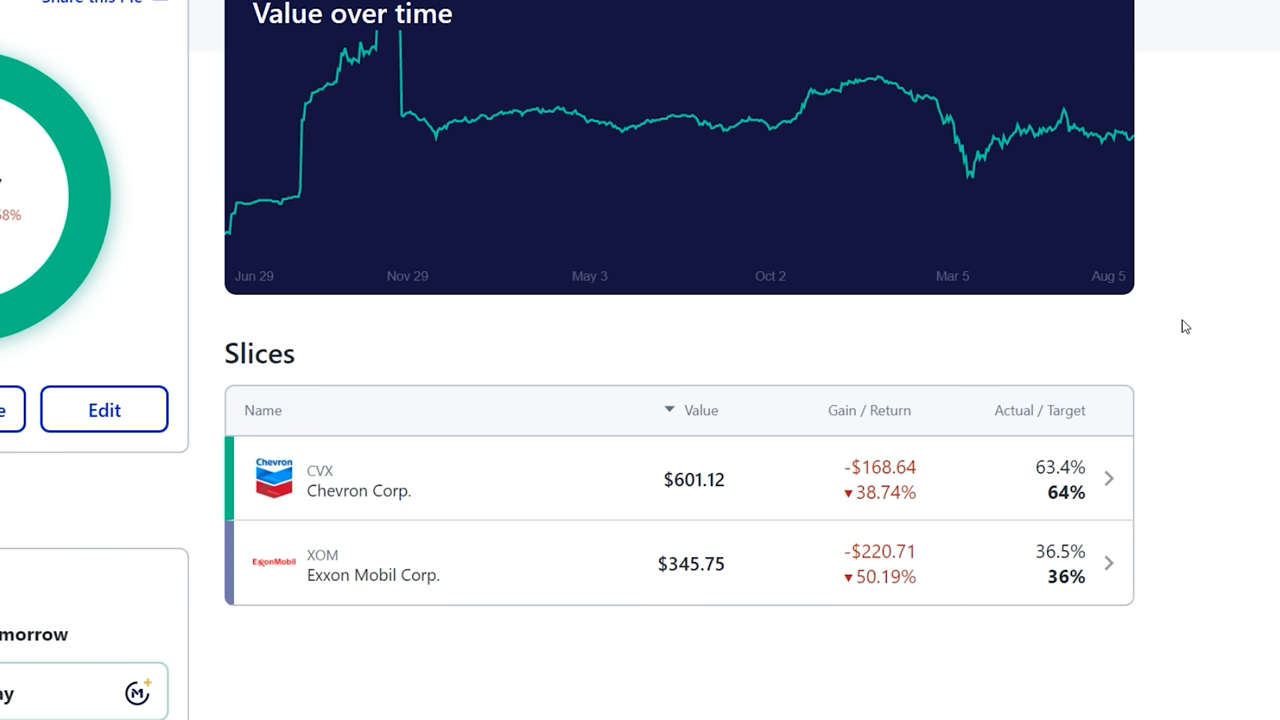 Value over time
Jun 29 Nov 29 May 3 Oct 2 Mar 5 Aug 5
Slices
Edit
Name Value Gain / Return Actual / Target
Chevron
CVX
Chevron Corp.
$601.12
-$168.64
▼38.74%
63.4%
64%
ExxonMobil
XOM
Exxon Mobil Corp.
$345.75
-$220.71
▼50.19%
36.5%
36%